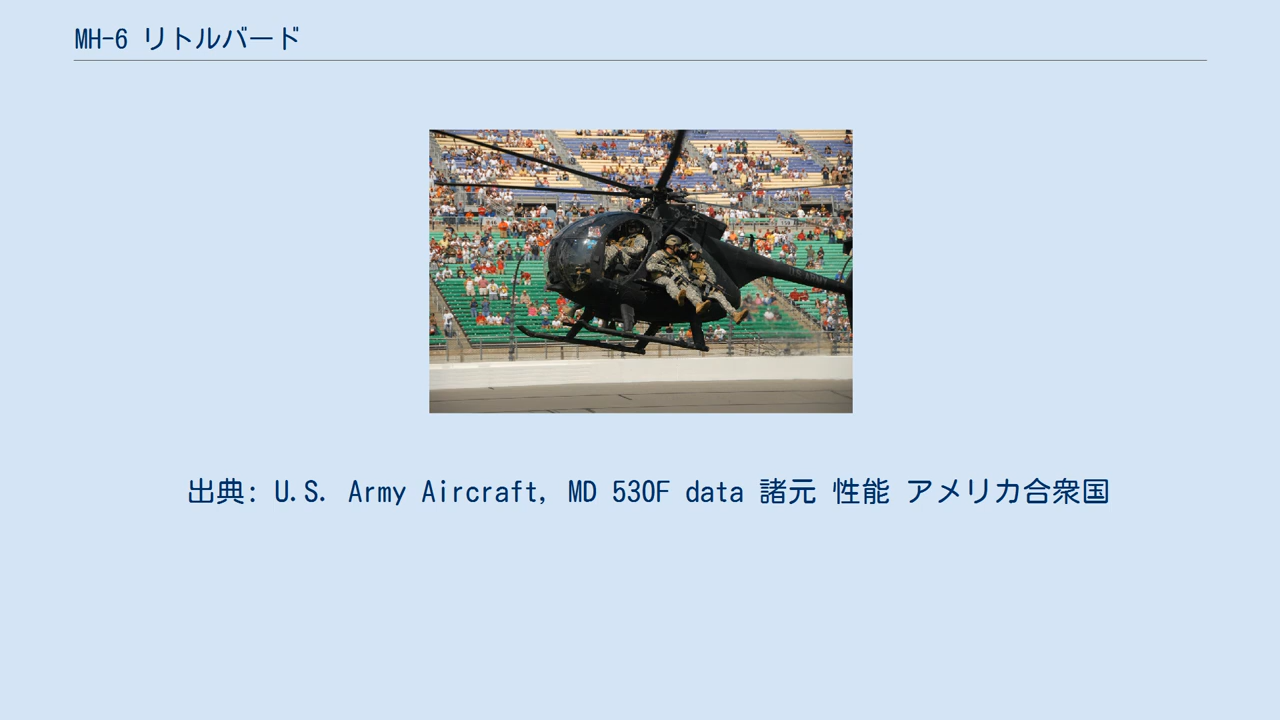 MH-6 リトルバード
出典: U.S. Army Aircraft, MD 530F data 諸元 性能 アメリカ合衆国